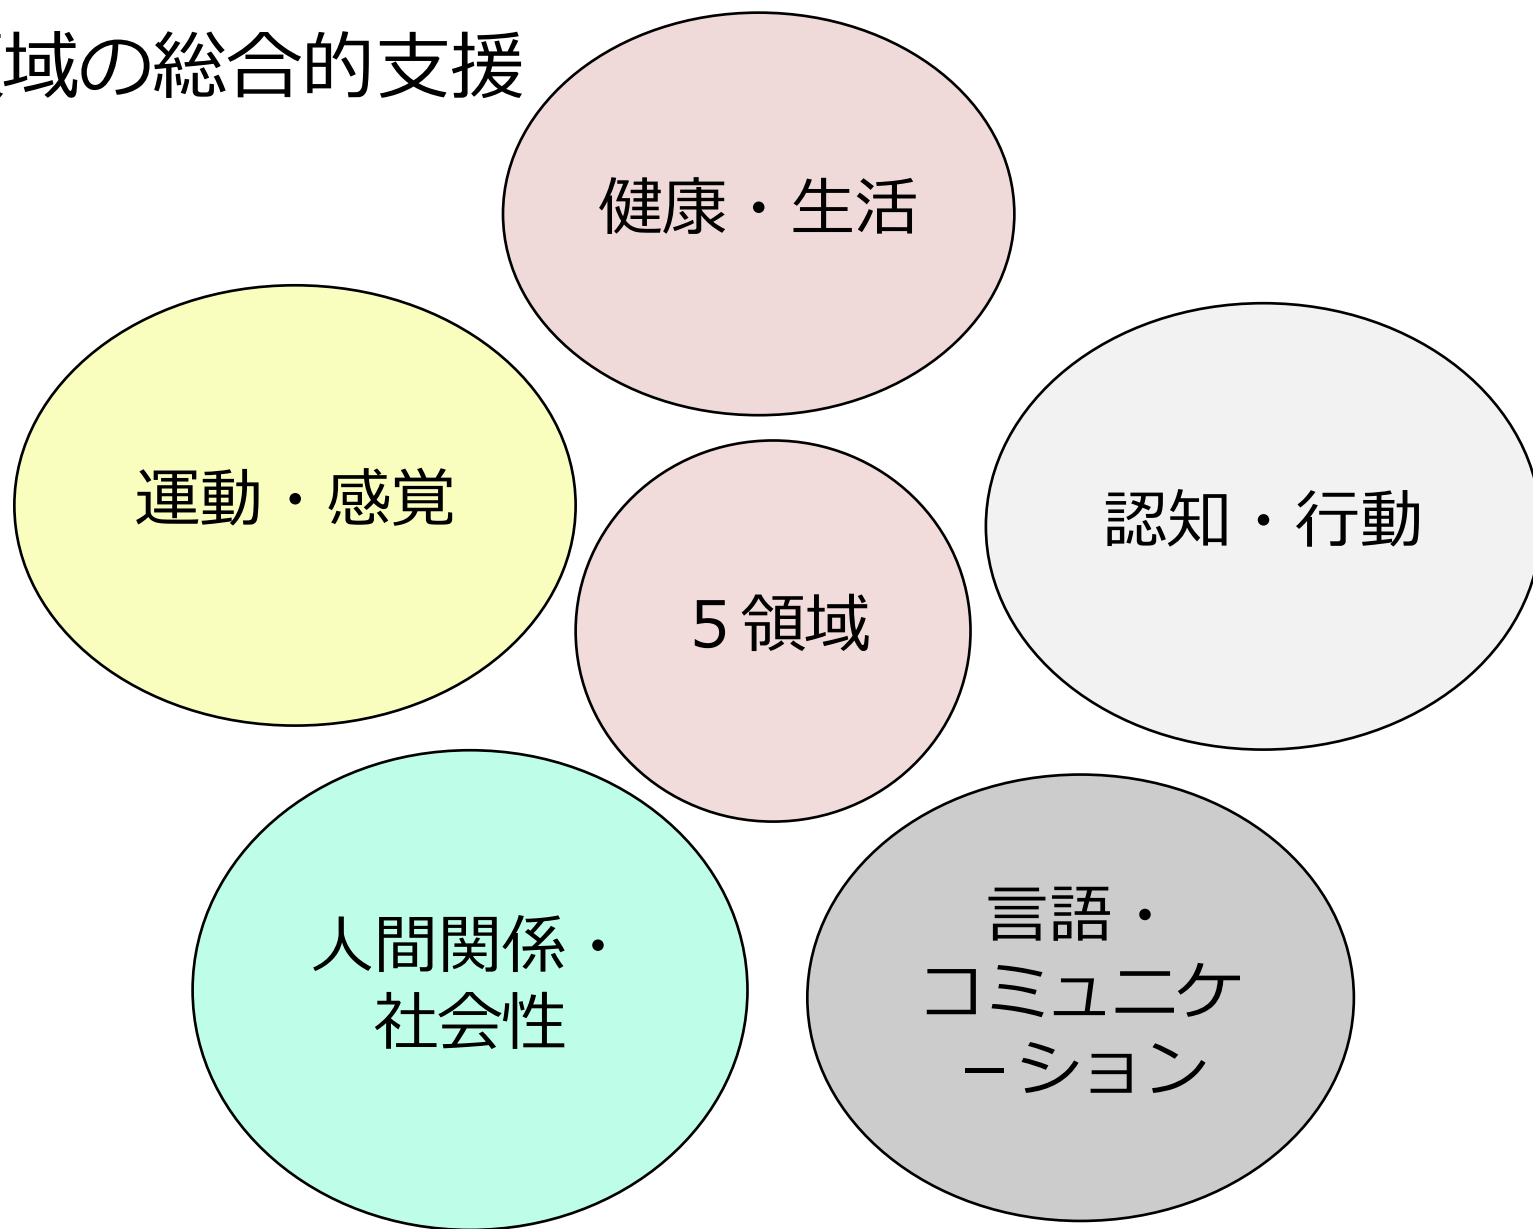 域の総合的支援
健康・生活
運動・感覚
認知・行動
５領域
人間関係・
社会性
言語・
コミュニケ
－ション